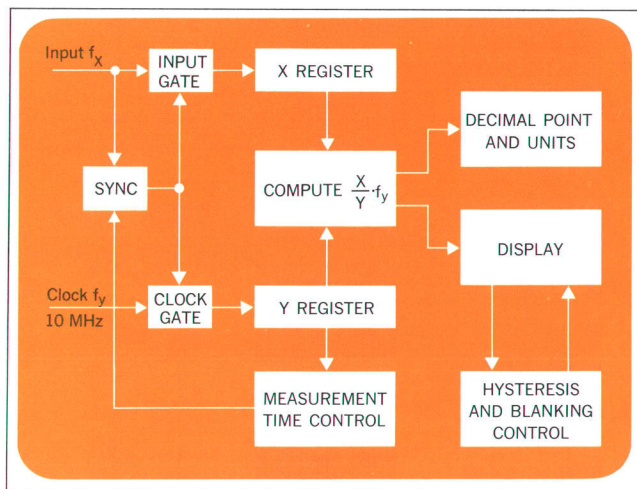 Input fX
INPUT
GATE
X REGISTER
DECIMAL POINT
AND UNITS
SYNC
COMPUTE X/Y·fy
DISPLAY
Clock fy
10 MHz
CLOCK
GATE
Y REGISTER
MEASUREMENT
TIME CONTROL
HYSTERESIS
AND BLANKING
CONTROL